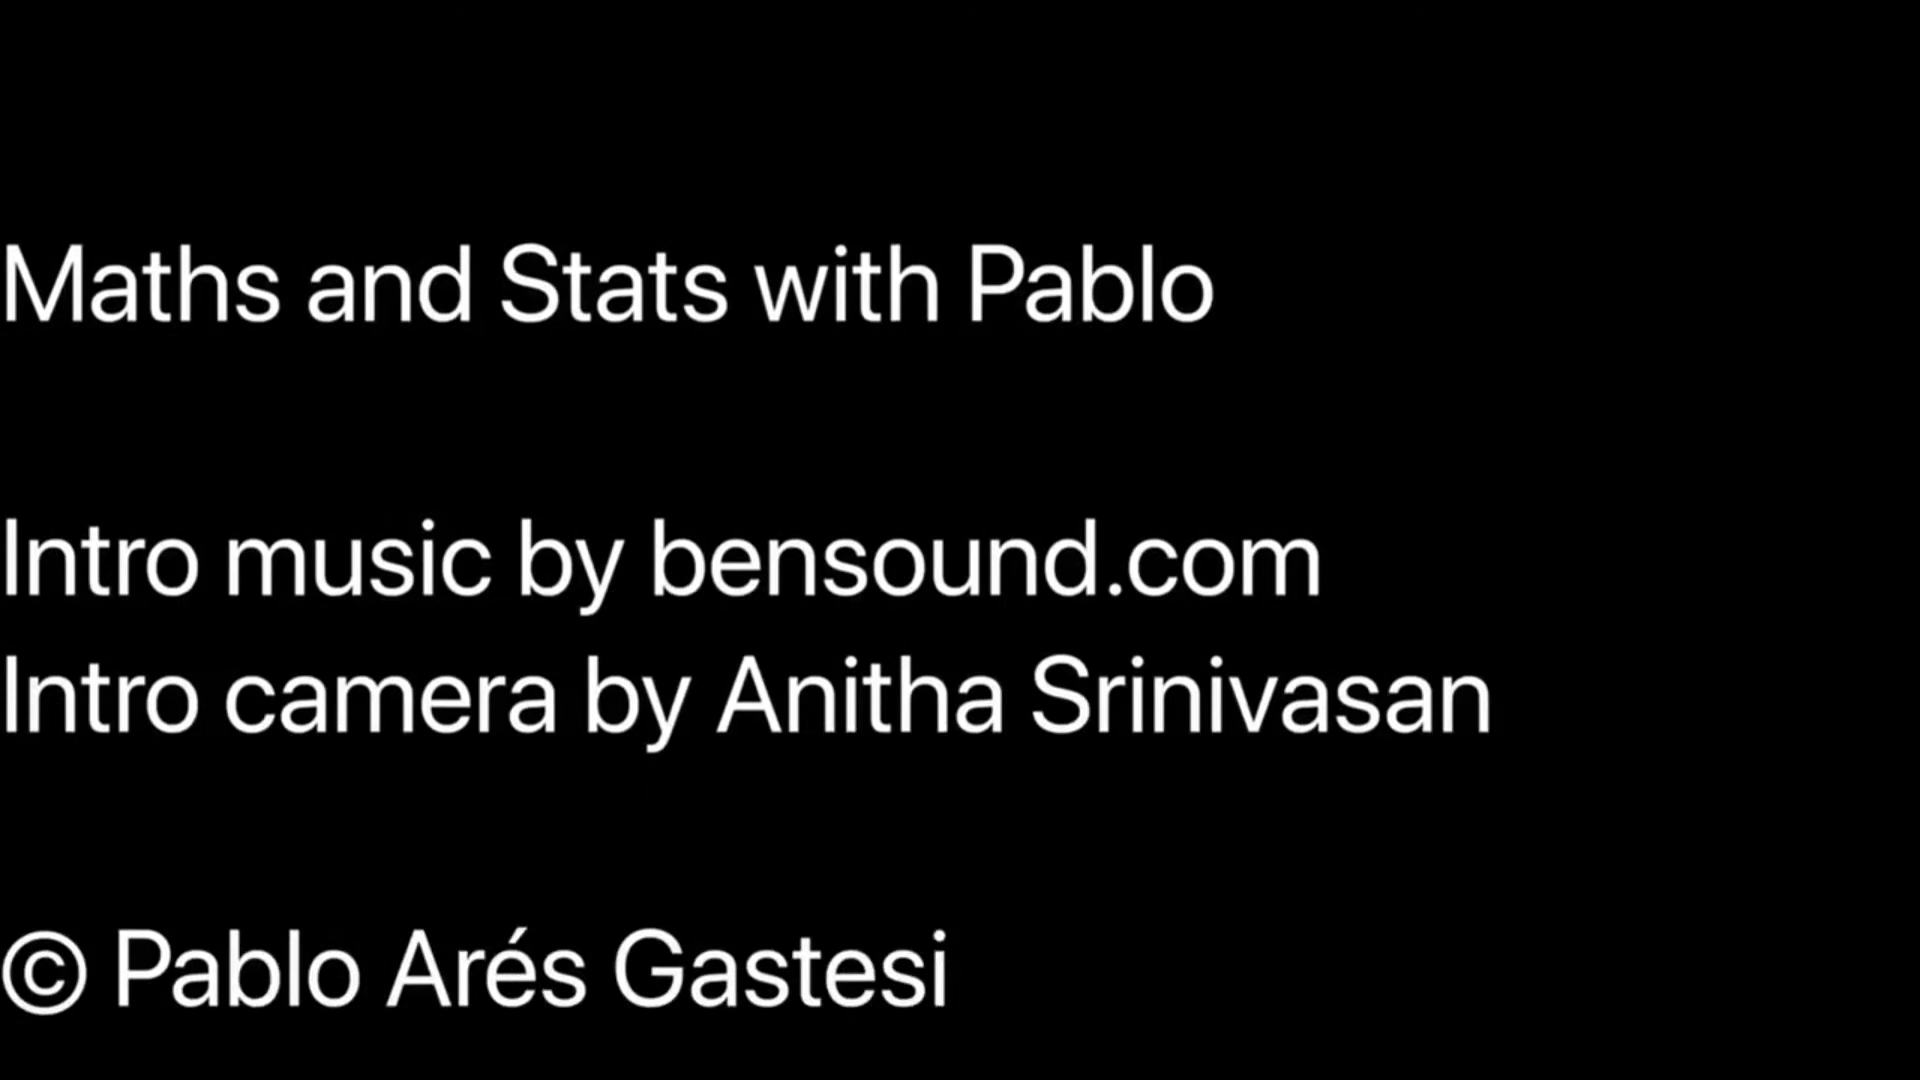 Maths and Stats with Pablo
Intro music by bensound.com
Intro camera by Anitha Srinivasan
© Pablo Arés Gastesi